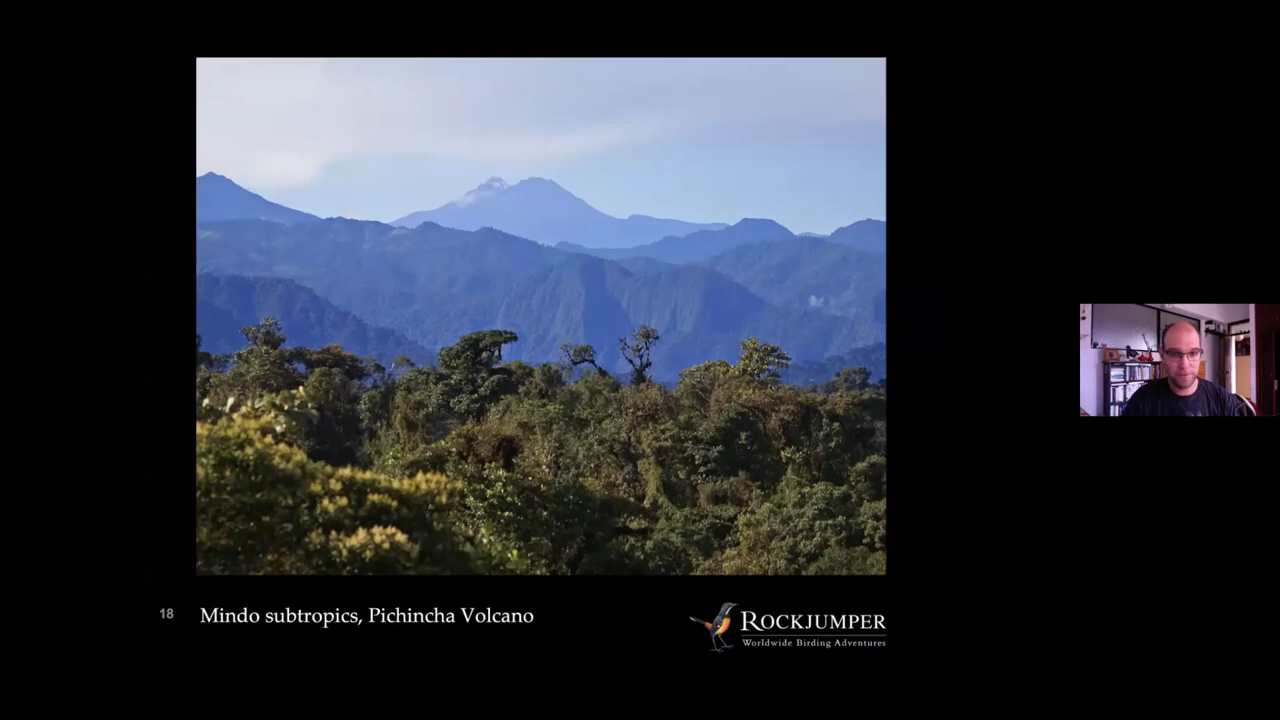 18 Mindo subtropics, Pichincha Volcano
ROCKJUMPER
Worldwide Birding Adventures